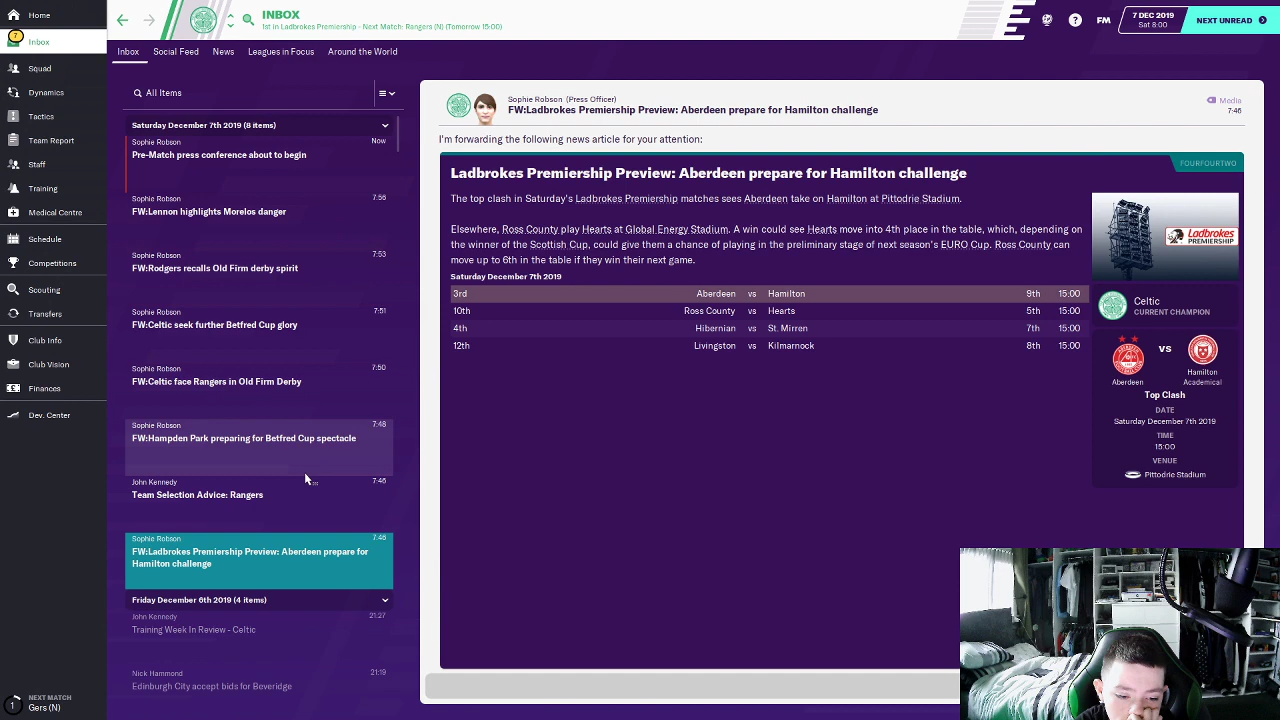 INBOX
1st in Ladbrokes Premiership - Next Match: Rangers (N) (Tomorrow 15:00)
FM
7 DEC 2019
Sat 8:00
NEXT UNREAD
7
Inbox
Squad
Dynamics
Tactics
Team Report
Staff
Training
Medical Centre
Schedule
Competitions
Scouting
Transfers
Club Info
Club Vision
Finances
Dev. Center
1
NEXT MATCH
Gers (N)
Inbox
Social Feed
News
Leagues in Focus
Around the World
All Items
Saturday December 7th 2019 (8 items)
Sophie Robson
Now
Pre-Match press conference about to begin
Sophie Robson
7:56
FW:Lennon highlights Morelos danger
Sophie Robson
7:53
FW:Rodgers recalls Old Firm derby spirit
Sophie Robson
7:51
FW:Celtic seek further Betfred Cup glory
Sophie Robson
7:50
FW:Celtic face Rangers in Old Firm Derby
Sophie Robson
7:48
FW:Hampden Park preparing for Betfred Cup spectacle
John Kennedy
7:46
Team Selection Advice: Rangers
Sophie Robson
7:46
FW:Ladbrokes Premiership Preview: Aberdeen prepare for
Hamilton challenge
Friday December 6th 2019 (4 items)
John Kennedy
21:27
Training Week In Review - Celtic
Nick Hammond
21:19
Edinburgh City accept bids for Beveridge
Sophie Robson (Press Officer)
FW:Ladbrokes Premiership Preview: Aberdeen prepare for Hamilton challenge
Media
7:46
I'm forwarding the following news article for your attention:
FOURFOURTWO
Ladbrokes Premiership Preview: Aberdeen prepare for Hamilton challenge
The top clash in Saturday's Ladbrokes Premiership matches sees Aberdeen take on Hamilton at Pittodrie Stadium.
Elsewhere, Ross County play Hearts at Global Energy Stadium. A win could see Hearts move into 4th place in the table, which, depending on
the winner of the Scottish Cup, could give them a chance of playing in the preliminary stage of next season's EURO Cup. Ross County can
move up to 6th in the table if they win their next game.
Saturday December 7th 2019
3rd Aberdeen vs Hamilton 9th 15:00
10th Ross County vs Hearts 5th 15:00
4th Hibernian vs St. Mirren 7th 15:00
12th Livingston vs Kilmarnock 8th 15:00
Ladbrokes
PREMIERSHIP
Celtic
CURRENT CHAMPION
VS
Aberdeen
Hamilton
Academical
Top Clash
DATE
Saturday December 7th 2019
TIME
15:00
VENUE
Pittodrie Stadium